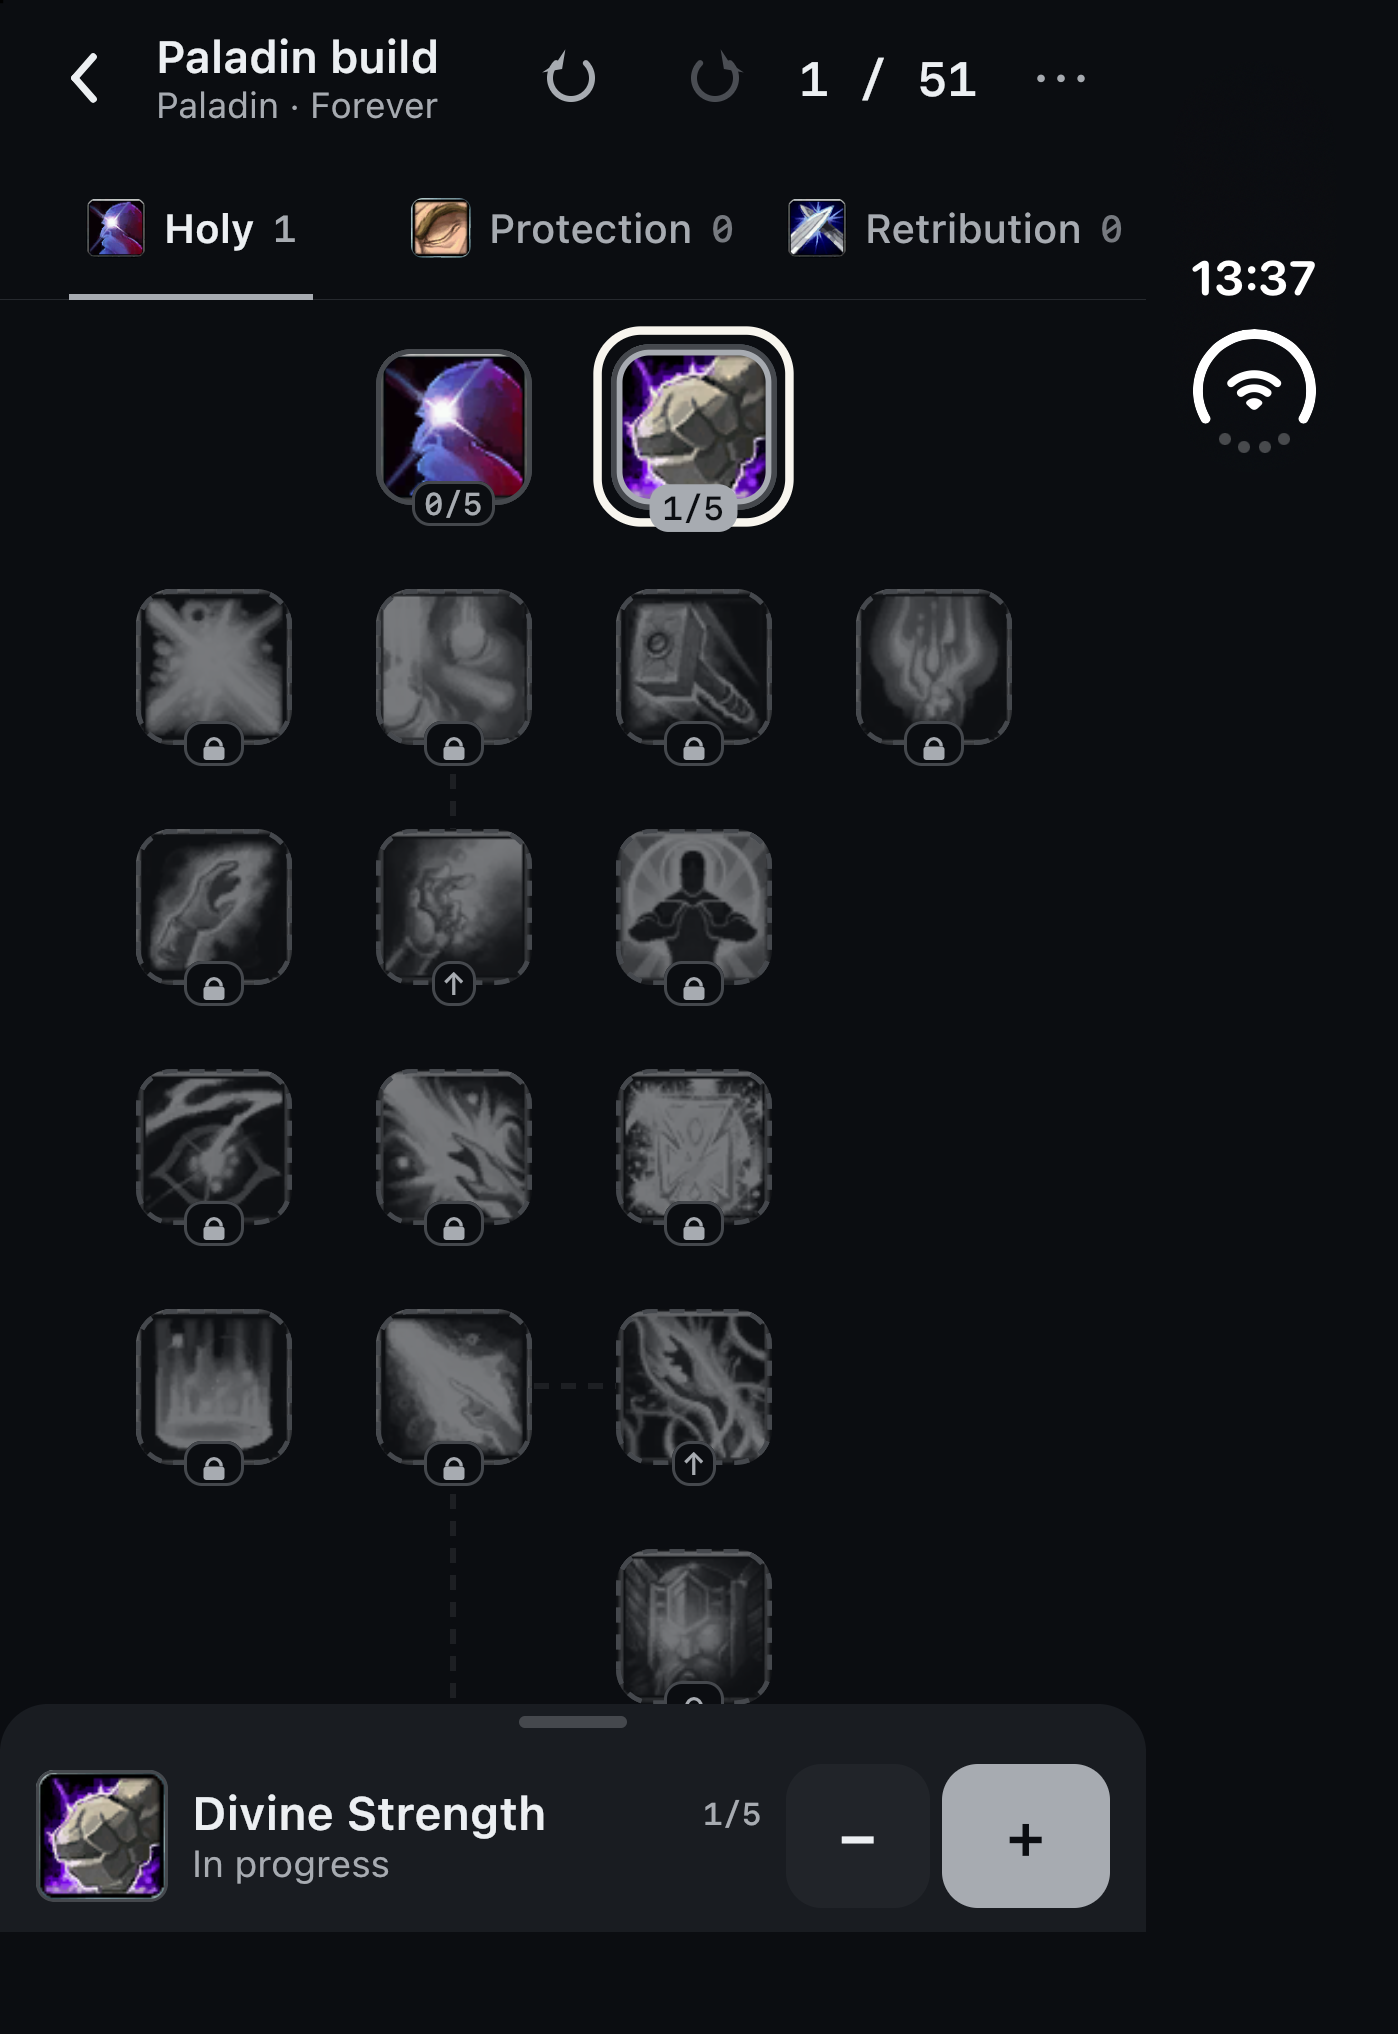 Paladin build
Paladin · Forever
1 / 51
Holy 1
Protection 0
Retribution 0
13:37
0/5
1/5
Divine Strength
1/5
In progress